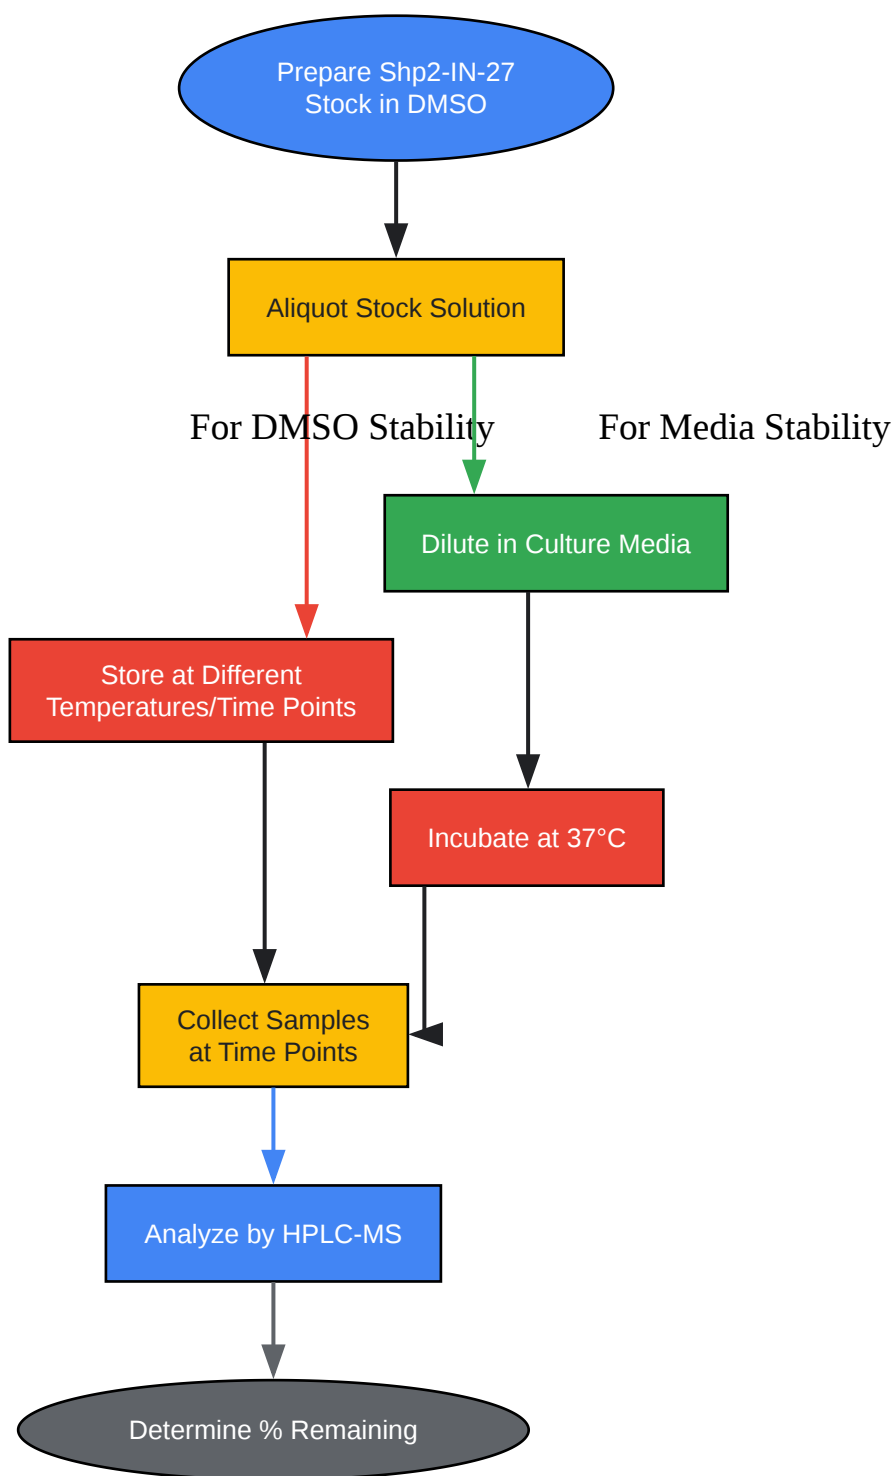 Prepare Shp2-IN-27
Stock in DMSO
Aliquot Stock Solution
For DMSO Stability
For Media Stability
Dilute in Culture Media
Store at Different
Temperatures/Time Points
Incubate at 37°C
Collect Samples
at Time Points
Analyze by HPLC-MS
Determine % Remaining